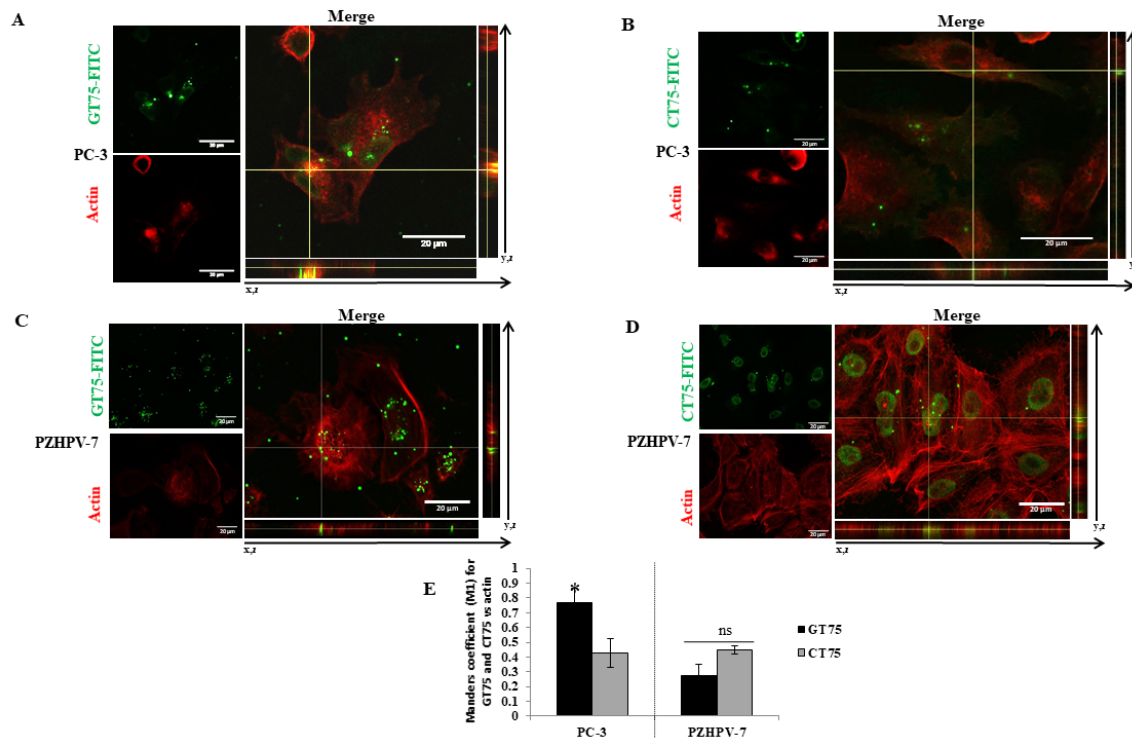 A
Merge
GT75-FITC
20 µm
PC-3
Actin
20 µm
20 µm
y,z
x,z
B
Merge
CT75-FITC
20 µm
PC-3
Actin
20 µm
20 µm
x,z
C
Merge
GT75-FITC
20 µm
PZHPV-7
Actin
20 µm
20 µm
y,z
x,z
D
Merge
CT75-FITC
20 µm
PZHPV-7
Actin
20 µm
20 µm
y,z
x,z
E
Manders coefficient (M1) for
GT75 and CT75 vs actin
1
0.9
0.8
0.7
0.6
0.5
0.4
0.3
0.2
0.1
0
*
ns
GT75
CT75
PC-3
PZHPV-7